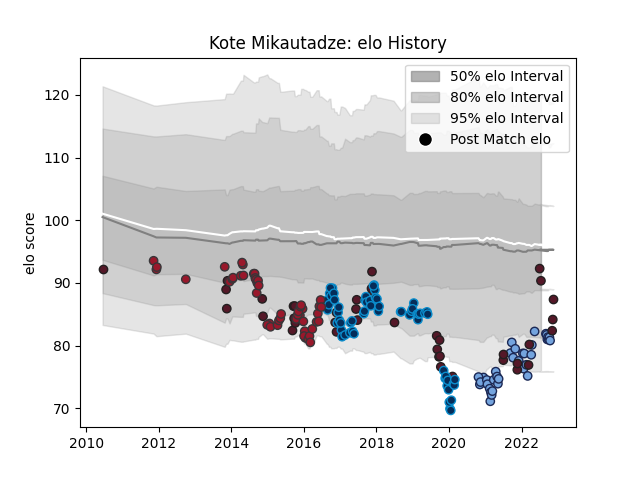 Kote Mikautadze: elo History
50% elo Interval
80% elo Interval
95% elo Interval
Post Match elo
elo score
120
110
100
90
80
70
2010
2012
2014
2016
2018
2020
2022